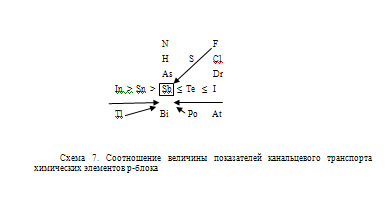 N F
H S Cl
As Dr
In ≥ Sn > Sb ≤ Te ≤ I
Tl Bi Po At
Схема 7. Соотношение величины показателей канальцевого транспорта
химических элементов p-блока